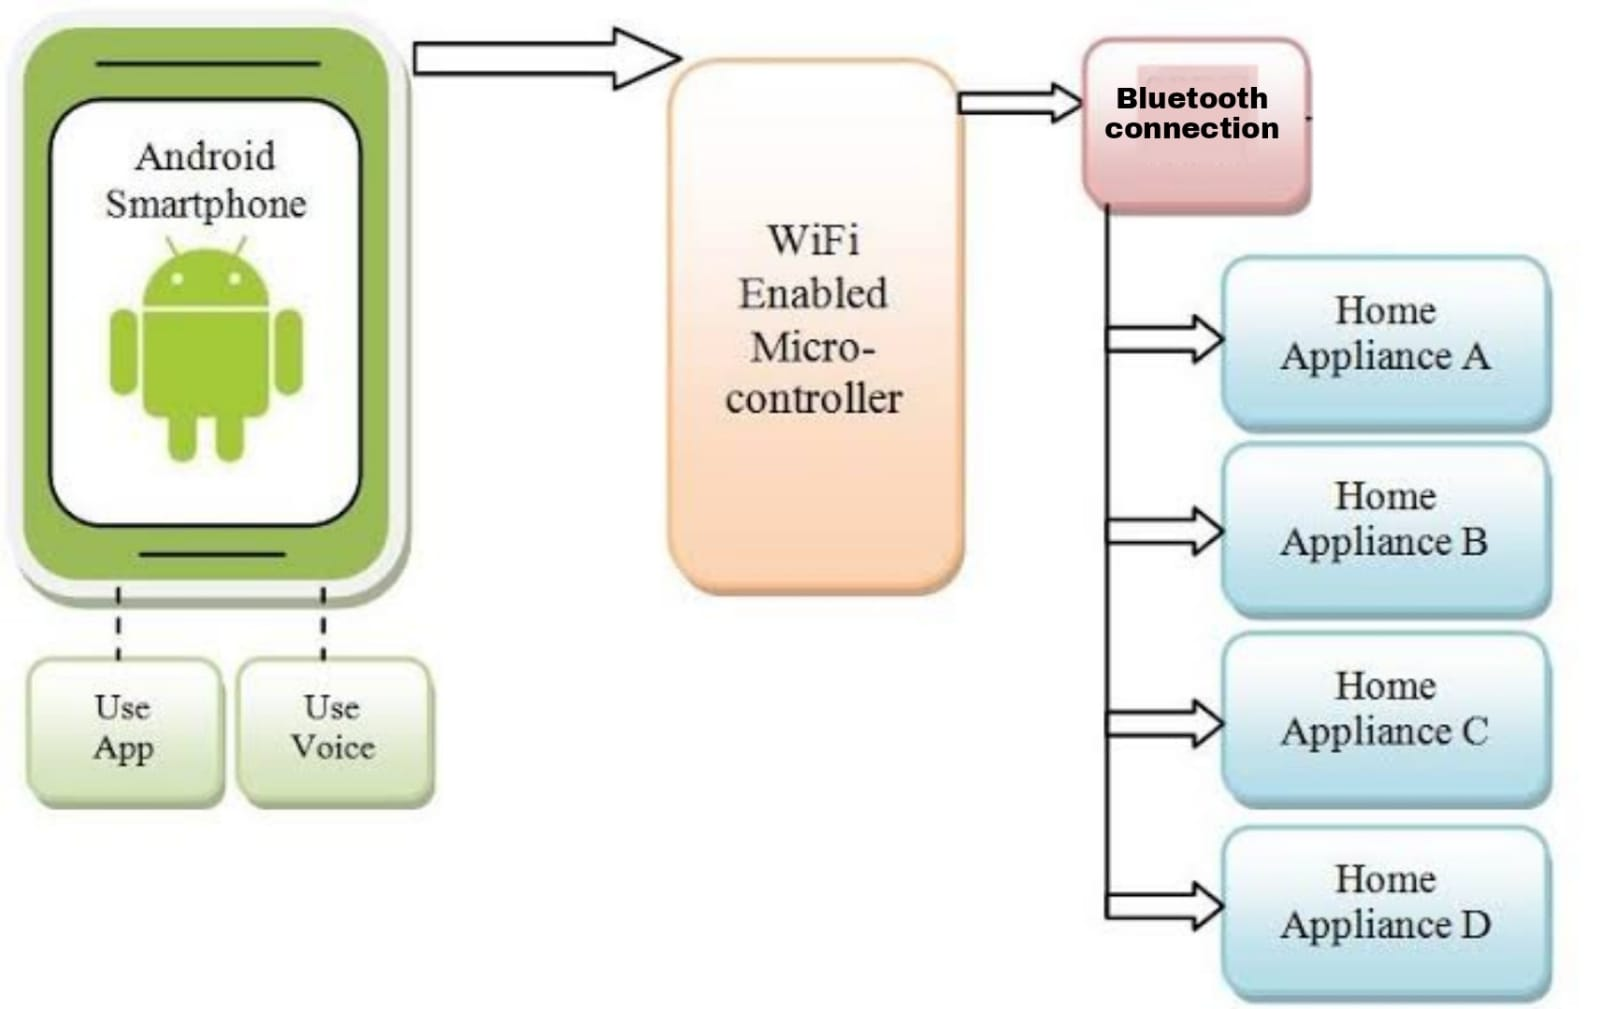 Android
Smartphone
Use
App
Use
Voice
WiFi
Enabled
Micro-
controller
Bluetooth
connection
Home
Appliance A
Home
Appliance B
Home
Appliance C
Home
Appliance D